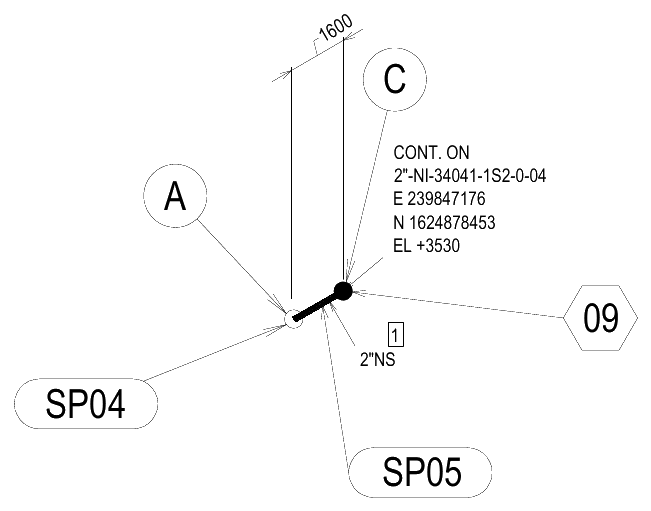 1600
C
CONT. ON
2"-NI-34041-1S2-0-04
E 239847176
N 1624878453
EL +3530
A
09
1
2"NS
SP04
SP05